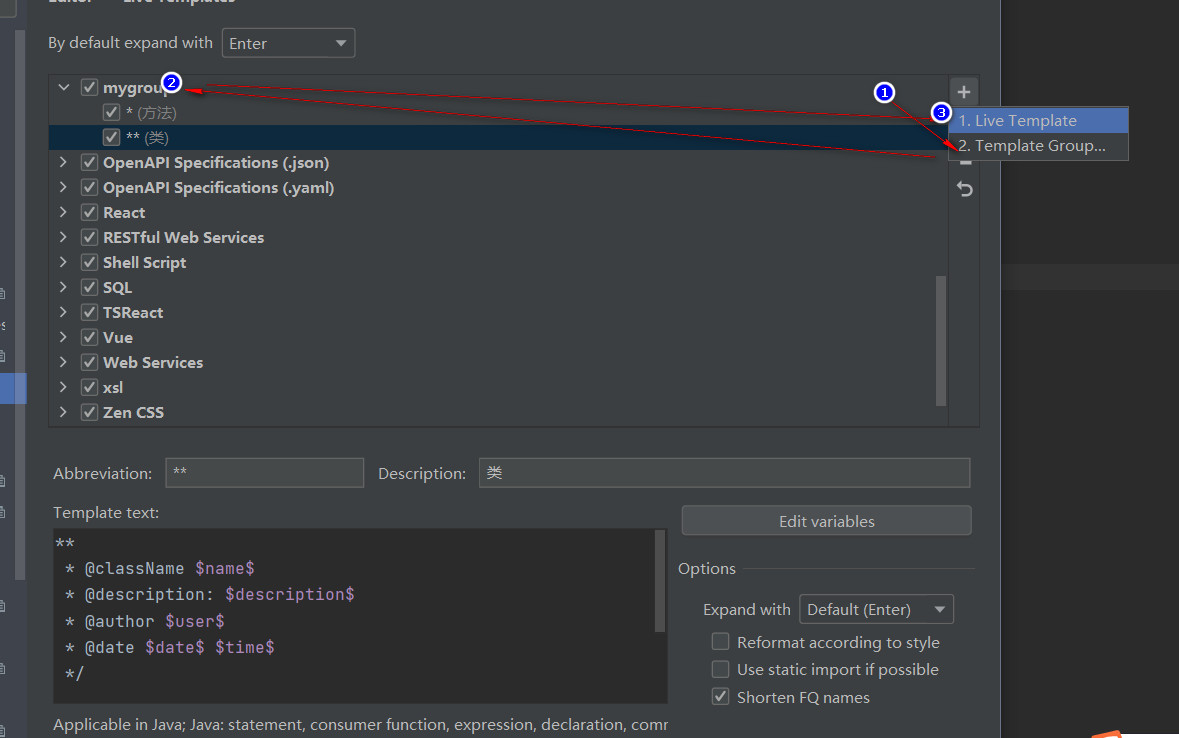 Editor Live Templates
By default expand with Enter
mygroup 2 1
* (方法) 3 1. Live Template
** (类) 2. Template Group...
OpenAPI Specifications (.json)
OpenAPI Specifications (.yaml)
React
RESTful Web Services
Shell Script
SQL
TSReact
Vue
Web Services
xsl
Zen CSS
Abbreviation: ** Description: 类
Template text:
Edit variables
**
* @className $name$
* @description: $description$
* @author $user$
* @date $date$ $time$
*/
Options
Expand with Default (Enter)
Reformat according to style
Use static import if possible
Shorten FQ names
Applicable in Java; Java: statement, consumer function, expression, declaration, comm